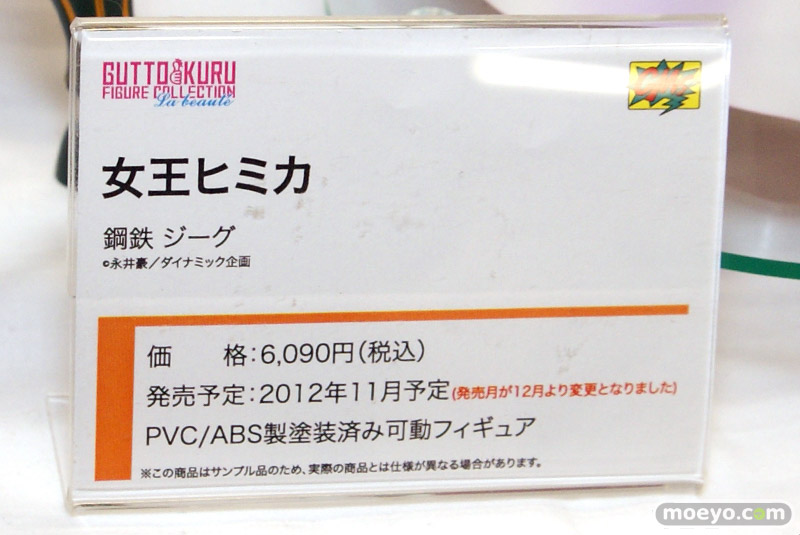 GUTTO KURU
FIGURE COLLECTION
La beauté
女王ヒミカ
鋼鉄 ジーグ
©永井豪／ダイナミック企画
価　　格：6,090円（税込）
発売予定：2012年11月予定（発売月が12月より変更となりました）
PVC/ABS製塗装済み可動フィギュア
※この商品はサンプル品のため、実際の商品とは仕様が異なる場合があります。
moeyo.com